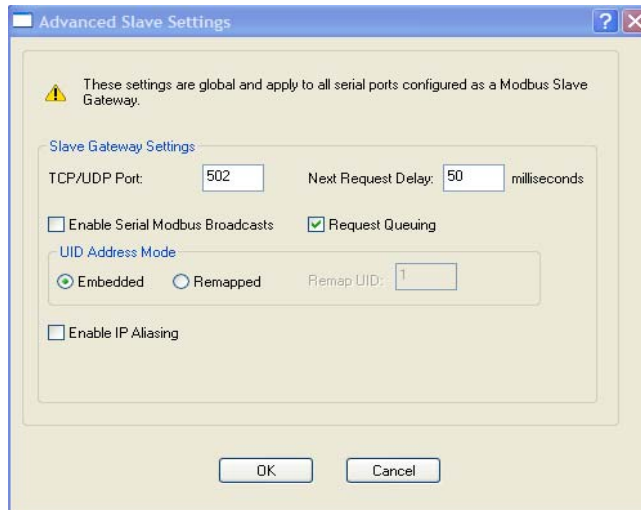 Advanced Slave Settings
These settings are global and apply to all serial ports configured as a Modbus Slave
Gateway.
Slave Gateway Settings
TCP/UDP Port: 502 Next Request Delay: 50 milliseconds
Enable Serial Modbus Broadcasts Request Queuing
UID Address Mode
Embedded Remapped Remap UID: 1
Enable IP Aliasing
OK Cancel